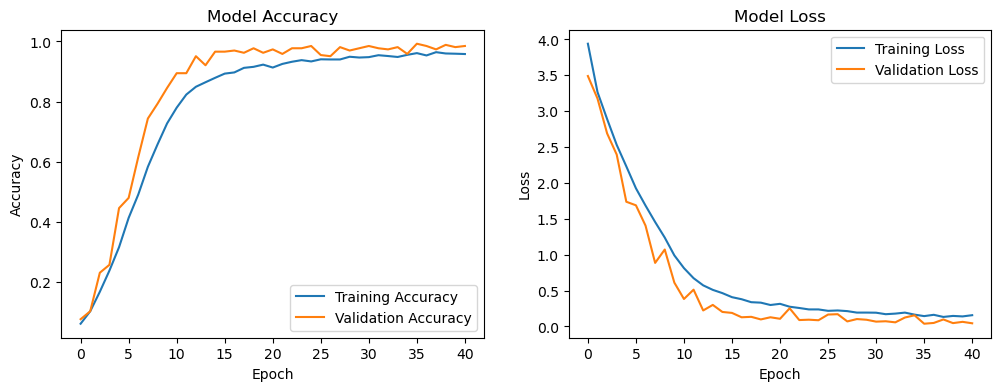 Model Accuracy
1.0
0.8
0.6
0.4
0.2
Accuracy
Training Accuracy
Validation Accuracy
0 5 10 15 20 25 30 35 40
Epoch
Model Loss
4.0
3.5
3.0
2.5
2.0
1.5
1.0
0.5
0.0
Loss
Training Loss
Validation Loss
0 5 10 15 20 25 30 35 40
Epoch